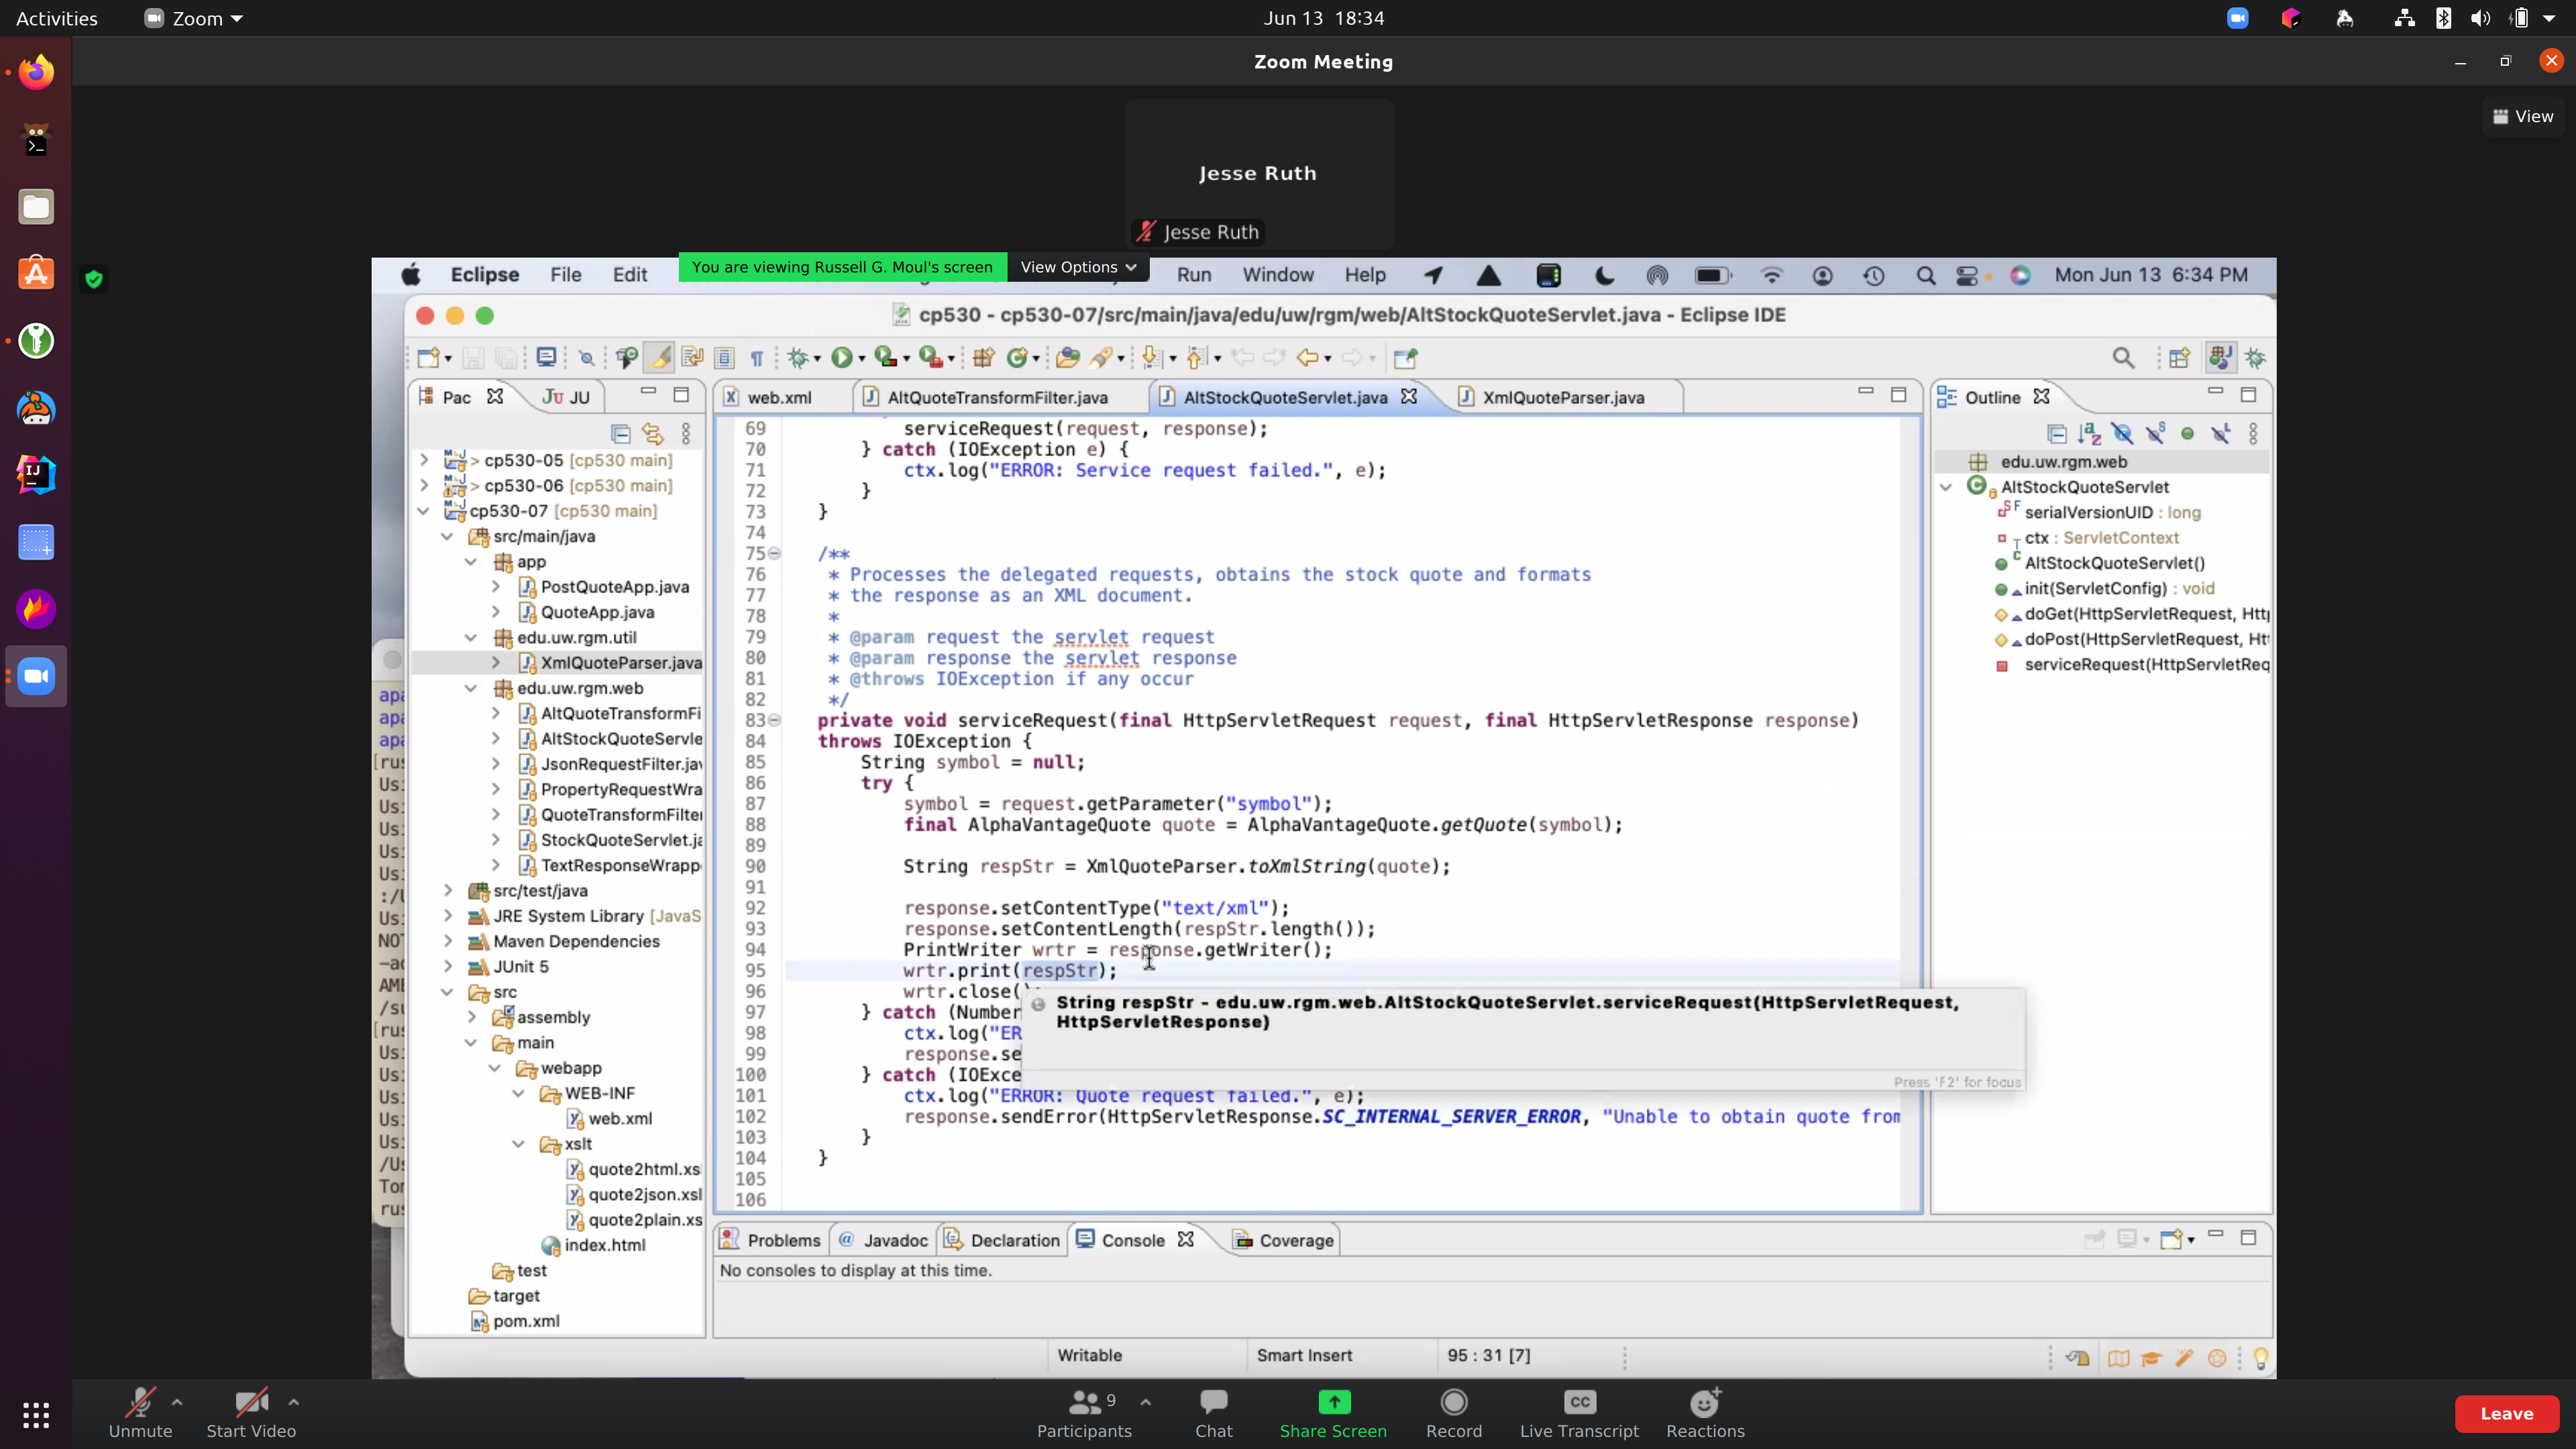 Activities
Zoom
Jun 13 18:34
Zoom Meeting
View
Jesse Ruth
Jesse Ruth
You are viewing Russell G. Moul's screen
View Options
Eclipse File Edit Run Window Help Mon Jun 13 6:34 PM
cp530 - cp530-07/src/main/java/edu/uw/rgm/web/AltStockQuoteServlet.java - Eclipse IDE
Pac
JU
web.xml
AltQuoteTransformFilter.java
AltStockQuoteServlet.java
XmlQuoteParser.java
Outline
> cp530-05 [cp530 main]
> cp530-06 [cp530 main]
cp530-07 [cp530 main]
src/main/java
app
PostQuoteApp.java
QuoteApp.java
edu.uw.rgm.util
XmlQuoteParser.java
edu.uw.rgm.web
AltQuoteTransformFi
AltStockQuoteServle
JsonRequestFilter.jav
PropertyRequestWra
QuoteTransformFilter
StockQuoteServlet.ja
TextResponseWrapp
src/test/java
JRE System Library [JavaS
Maven Dependencies
JUnit 5
src
assembly
main
webapp
WEB-INF
web.xml
xslt
quote2html.xs
quote2json.xsl
quote2plain.xs
index.html
test
target
pom.xml
69 serviceRequest(request, response);
70 } catch (IOException e) {
71 ctx.log("ERROR: Service request failed.", e);
72 }
73 }
74
75 /**
76 * Processes the delegated requests, obtains the stock quote and formats
77 * the response as an XML document.
78 *
79 * @param request the servlet request
80 * @param response the servlet response
81 * @throws IOException if any occur
82 */
83 private void serviceRequest(final HttpServletRequest request, final HttpServletResponse response)
84 throws IOException {
85 String symbol = null;
86 try {
87 symbol = request.getParameter("symbol");
88 final AlphaVantageQuote quote = AlphaVantageQuote.getQuote(symbol);
89
90 String respStr = XmlQuoteParser.toXmlString(quote);
91
92 response.setContentType("text/xml");
93 response.setContentLength(respStr.length());
94 PrintWriter wrtr = response.getWriter();
95 wrtr.print(respStr);
96 wrtr.close();
97 } catch (Number
98 ctx.log("ER
99 response.se
100 } catch (IOExce
101 ctx.log("ERROR: Quote request failed.", e);
102 response.sendError(HttpServletResponse.SC_INTERNAL_SERVER_ERROR, "Unable to obtain quote from
103 }
104 }
105
106
String respStr - edu.uw.rgm.web.AltStockQuoteServlet.serviceRequest(HttpServletRequest,
HttpServletResponse)
Press 'F2' for focus
edu.uw.rgm.web
AltStockQuoteServlet
serialVersionUID : long
ctx : ServletContext
AltStockQuoteServlet()
init(ServletConfig) : void
doGet(HttpServletRequest, Htt
doPost(HttpServletRequest, Ht
serviceRequest(HttpServletReq
Problems
Javadoc
Declaration
Console
Coverage
No consoles to display at this time.
Writable
Smart Insert
95 : 31 [7]
Unmute
Start Video
9
Participants
Chat
Share Screen
Record
CC
Live Transcript
Reactions
Leave